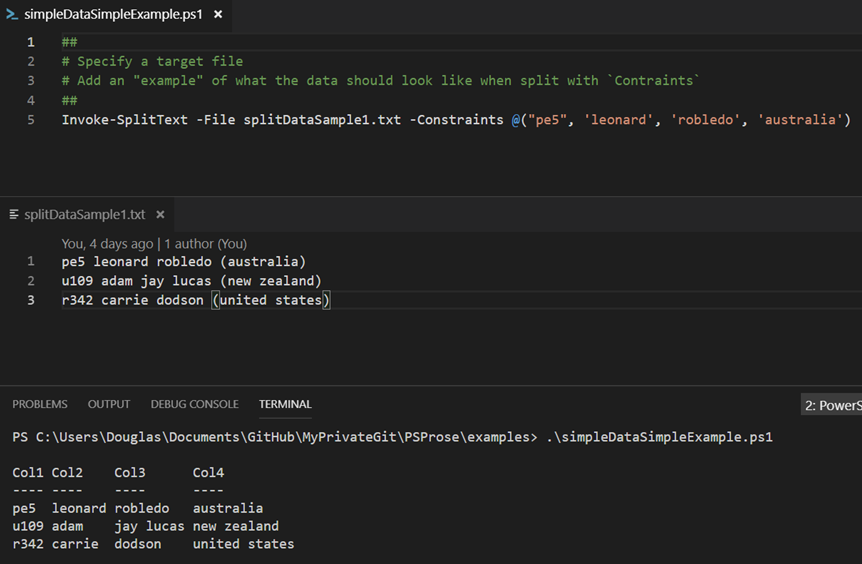 simpleDataSimpleExample.ps1
1 ##
2 # Specify a target file
3 # Add an "example" of what the data should look like when split with `Contraints`
4 ##
5 Invoke-SplitText -File splitDataSample1.txt -Constraints @("pe5", 'leonard', 'robledo', 'australia')
splitDataSample1.txt
You, 4 days ago | 1 author (You)
1 pe5 leonard robledo (australia)
2 u109 adam jay lucas (new zealand)
3 r342 carrie dodson (united states)
PROBLEMS OUTPUT DEBUG CONSOLE TERMINAL 2: PowerS
PS C:\Users\Douglas\Documents\GitHub\MyPrivateGit\PSProse\examples> .\simpleDataSimpleExample.ps1
Col1 Col2 Col3 Col4
---- ---- ---- ----
pe5 leonard robledo australia
u109 adam jay lucas new zealand
r342 carrie dodson united states